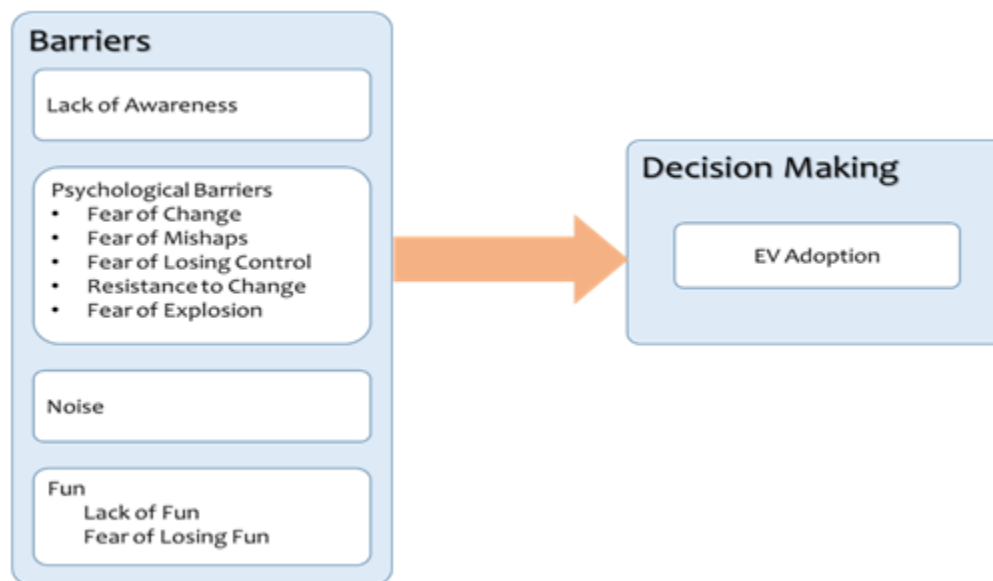 Barriers
Lack of Awareness
Psychological Barriers
• Fear of Change
• Fear of Mishaps
• Fear of Losing Control
• Resistance to Change
• Fear of Explosion
Noise
Fun
Lack of Fun
Fear of Losing Fun
Decision Making
EV Adoption